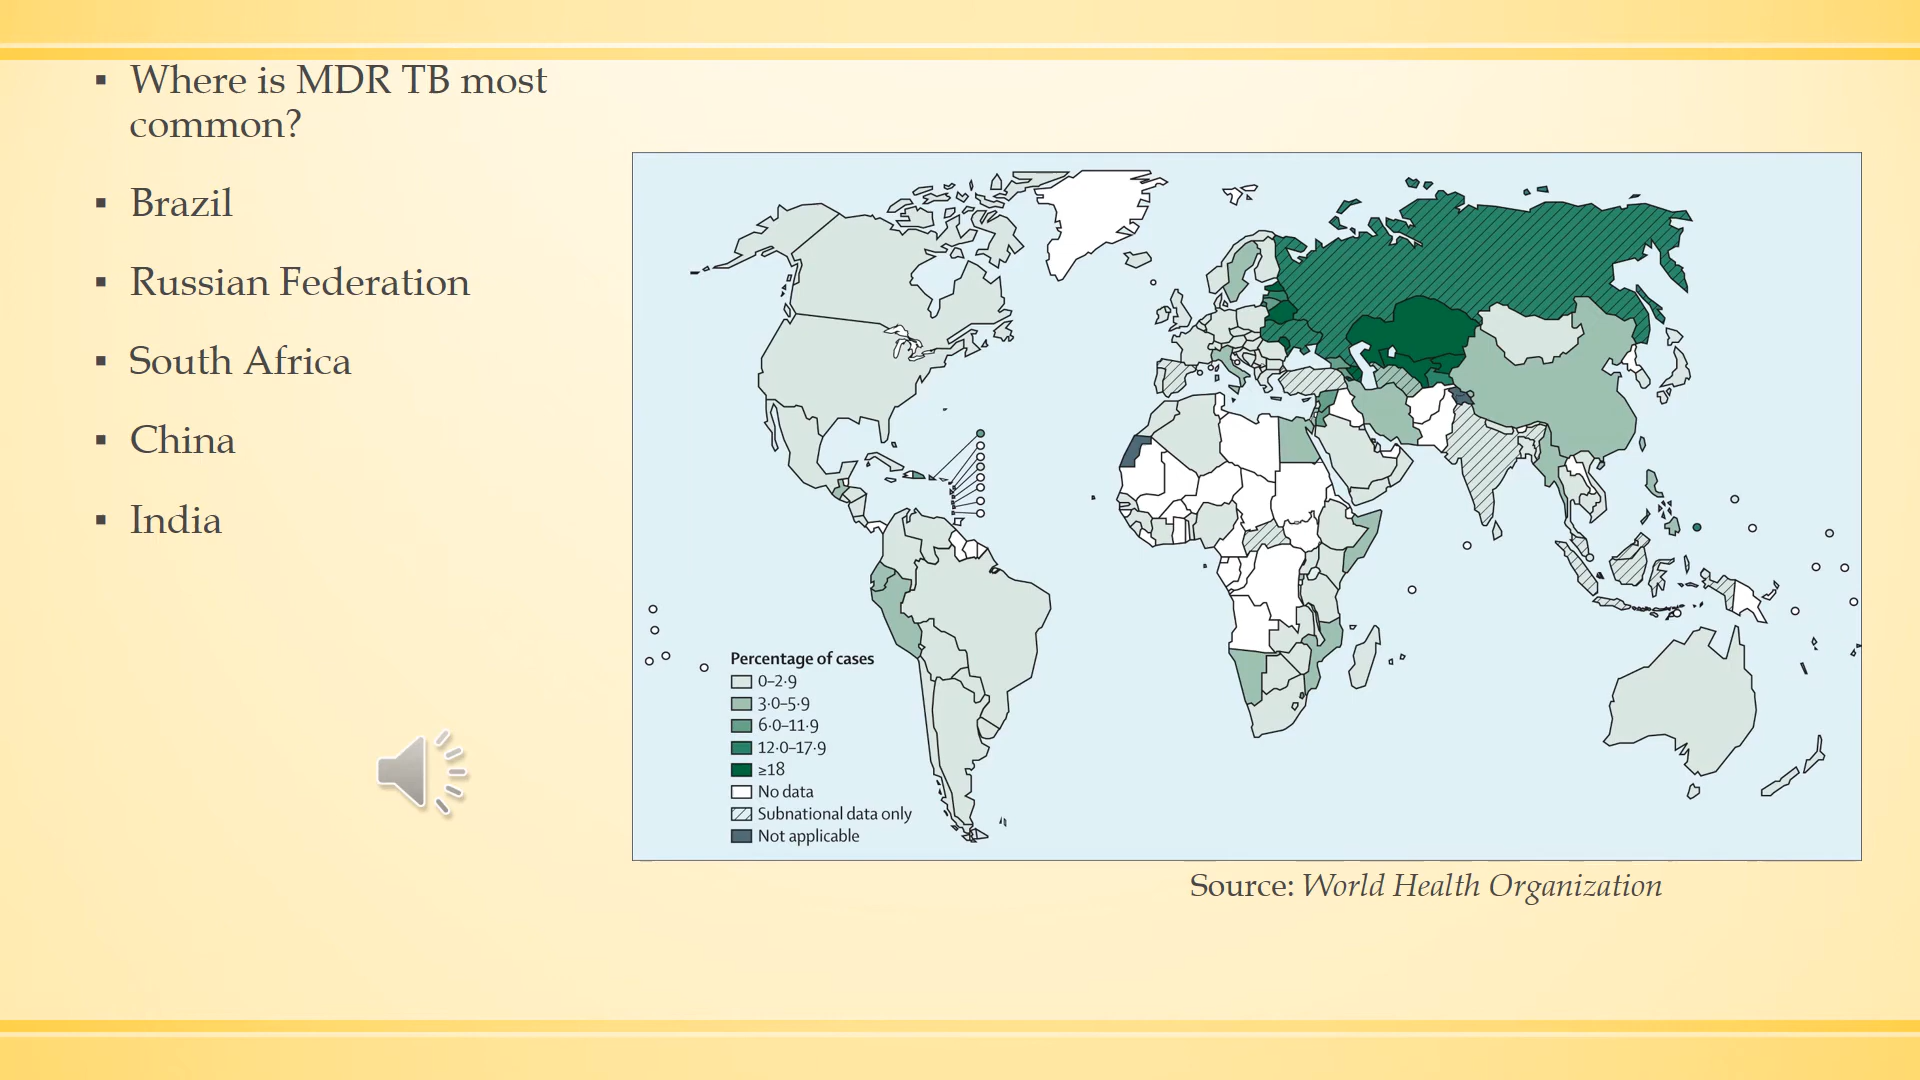 ▪ Where is MDR TB most
common?
▪ Brazil
▪ Russian Federation
▪ South Africa
▪ China
▪ India
Percentage of cases
0–2·9
3·0–5·9
6·0–11·9
12·0–17·9
≥18
No data
Subnational data only
Not applicable
Source: World Health Organization